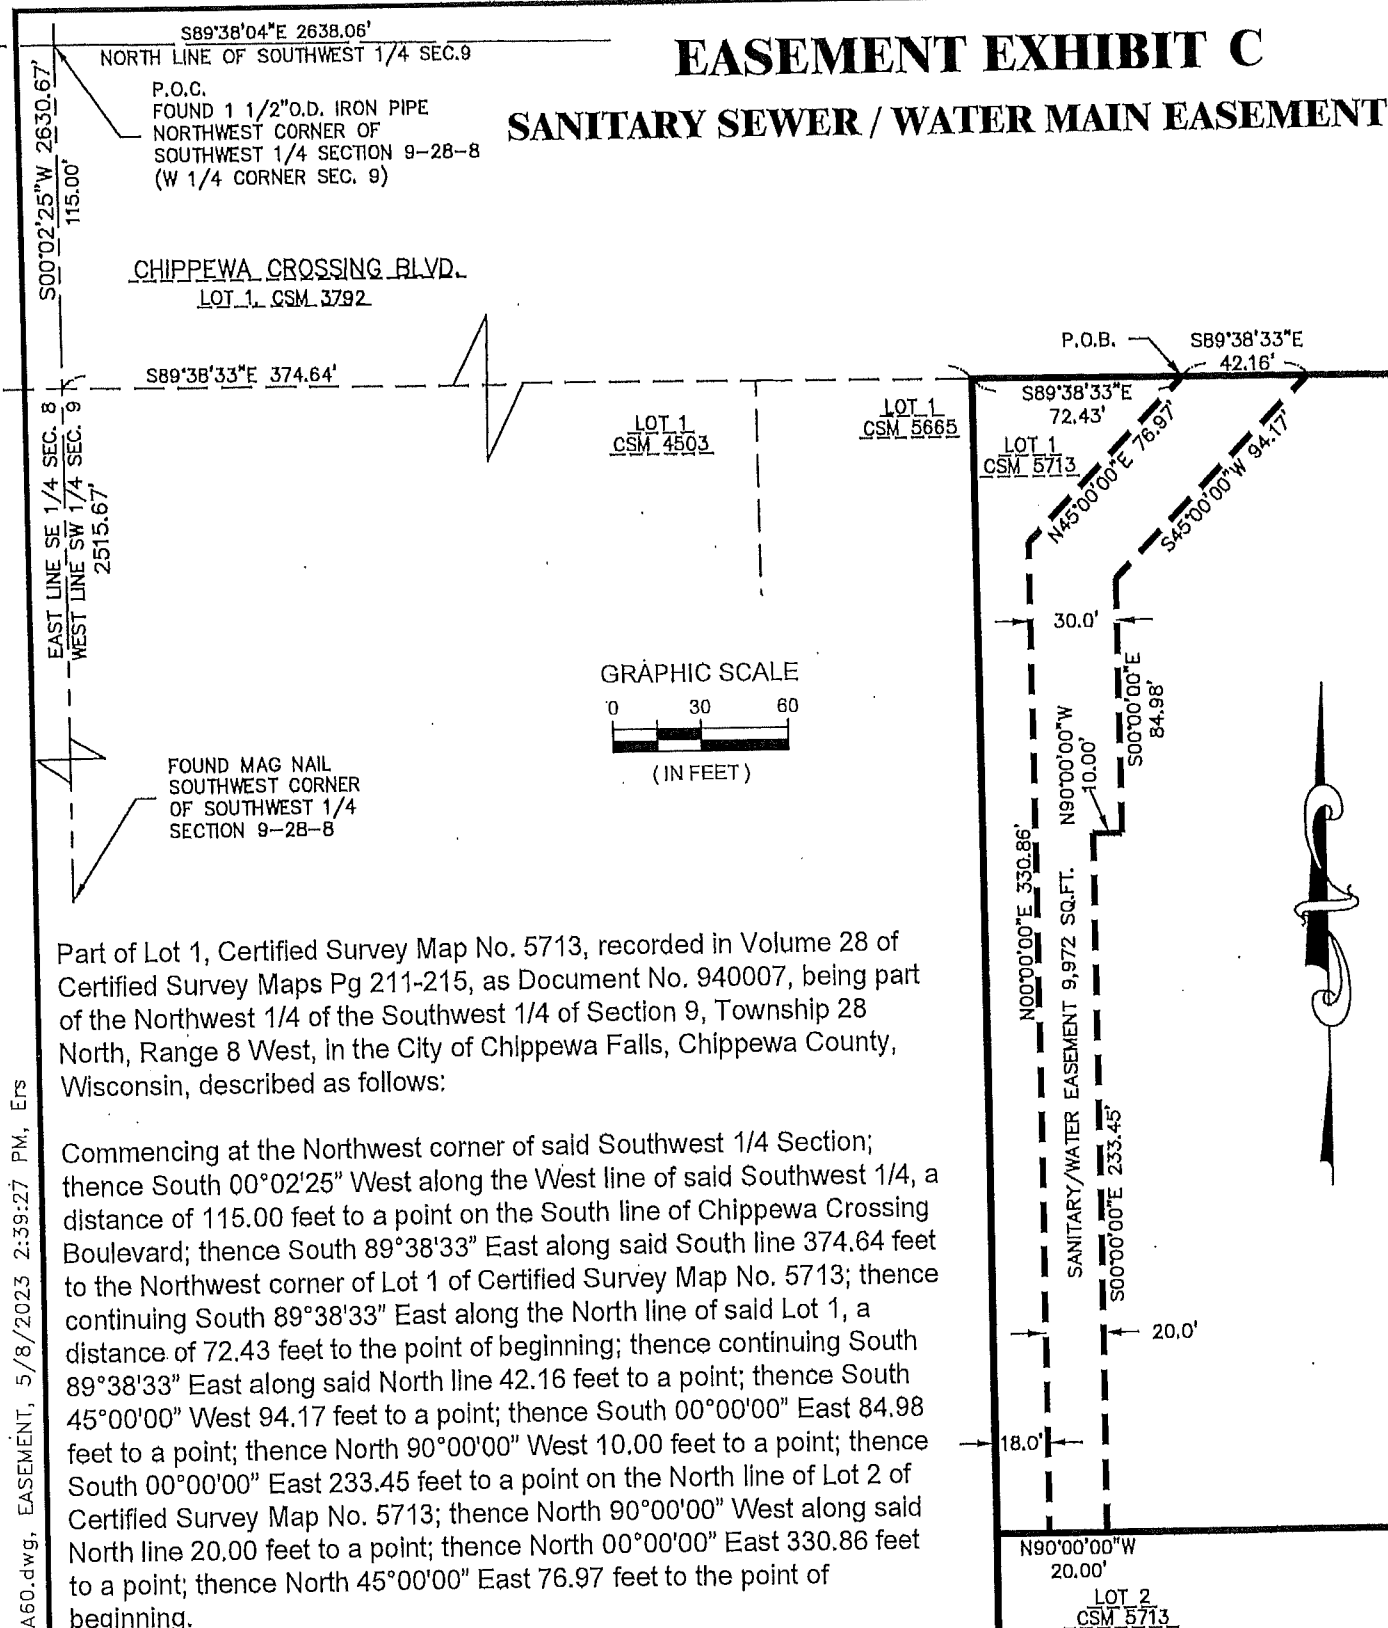 EASEMENT EXHIBIT C
SANITARY SEWER / WATER MAIN EASEMENT
S89°38'04"E 2638.06'
NORTH LINE OF SOUTHWEST 1/4 SEC.9
P.O.C.
FOUND 1 1/2"O.D. IRON PIPE
NORTHWEST CORNER OF
SOUTHWEST 1/4 SECTION 9-28-8
(W 1/4 CORNER SEC. 9)
S00°02'25"W 2630.67'
115.00'
CHIPPEWA CROSSING BLVD.
LOT 1, CSM 3792
S89°38'33"E 374.64'
P.O.B.
S89°38'33"E
42.16'
S89°38'33"E
72.43'
LOT 1
CSM 4503
LOT 1
CSM 5665
LOT 1
CSM 5713
N45°00'00"E 76.97'
S45°00'00"W 94.17'
EAST LINE SE 1/4 SEC. 8
WEST LINE SW 1/4 SEC. 9
2515.67'
30.0'
S00°00'00"E
84.98'
N90°00'00"W
10.00'
GRAPHIC SCALE
0 30 60
(IN FEET)
FOUND MAG NAIL
SOUTHWEST CORNER
OF SOUTHWEST 1/4
SECTION 9-28-8
N00°00'00"E 330.86'
SANITARY/WATER EASEMENT 9,972 SQ.FT.
S00°00'00"E 233.45'
20.0'
18.0'
N90°00'00"W
20.00'
LOT 2
CSM 5713
Part of Lot 1, Certified Survey Map No. 5713, recorded in Volume 28 of
Certified Survey Maps Pg 211-215, as Document No. 940007, being part
of the Northwest 1/4 of the Southwest 1/4 of Section 9, Township 28
North, Range 8 West, in the City of Chippewa Falls, Chippewa County,
Wisconsin, described as follows:
Commencing at the Northwest corner of said Southwest 1/4 Section;
thence South 00°02'25" West along the West line of said Southwest 1/4, a
distance of 115.00 feet to a point on the South line of Chippewa Crossing
Boulevard; thence South 89°38'33" East along said South line 374.64 feet
to the Northwest corner of Lot 1 of Certified Survey Map No. 5713; thence
continuing South 89°38'33" East along the North line of said Lot 1, a
distance of 72.43 feet to the point of beginning; thence continuing South
89°38'33" East along said North line 42.16 feet to a point; thence South
45°00'00" West 94.17 feet to a point; thence South 00°00'00" East 84.98
feet to a point; thence North 90°00'00" West 10.00 feet to a point; thence
South 00°00'00" East 233.45 feet to a point on the North line of Lot 2 of
Certified Survey Map No. 5713; thence North 90°00'00" West along said
North line 20.00 feet to a point; thence North 00°00'00" East 330.86 feet
to a point; thence North 45°00'00" East 76.97 feet to the point of
beginning.
A60.dwg, EASEMENT, 5/8/2023 2:39:27 PM, Ers